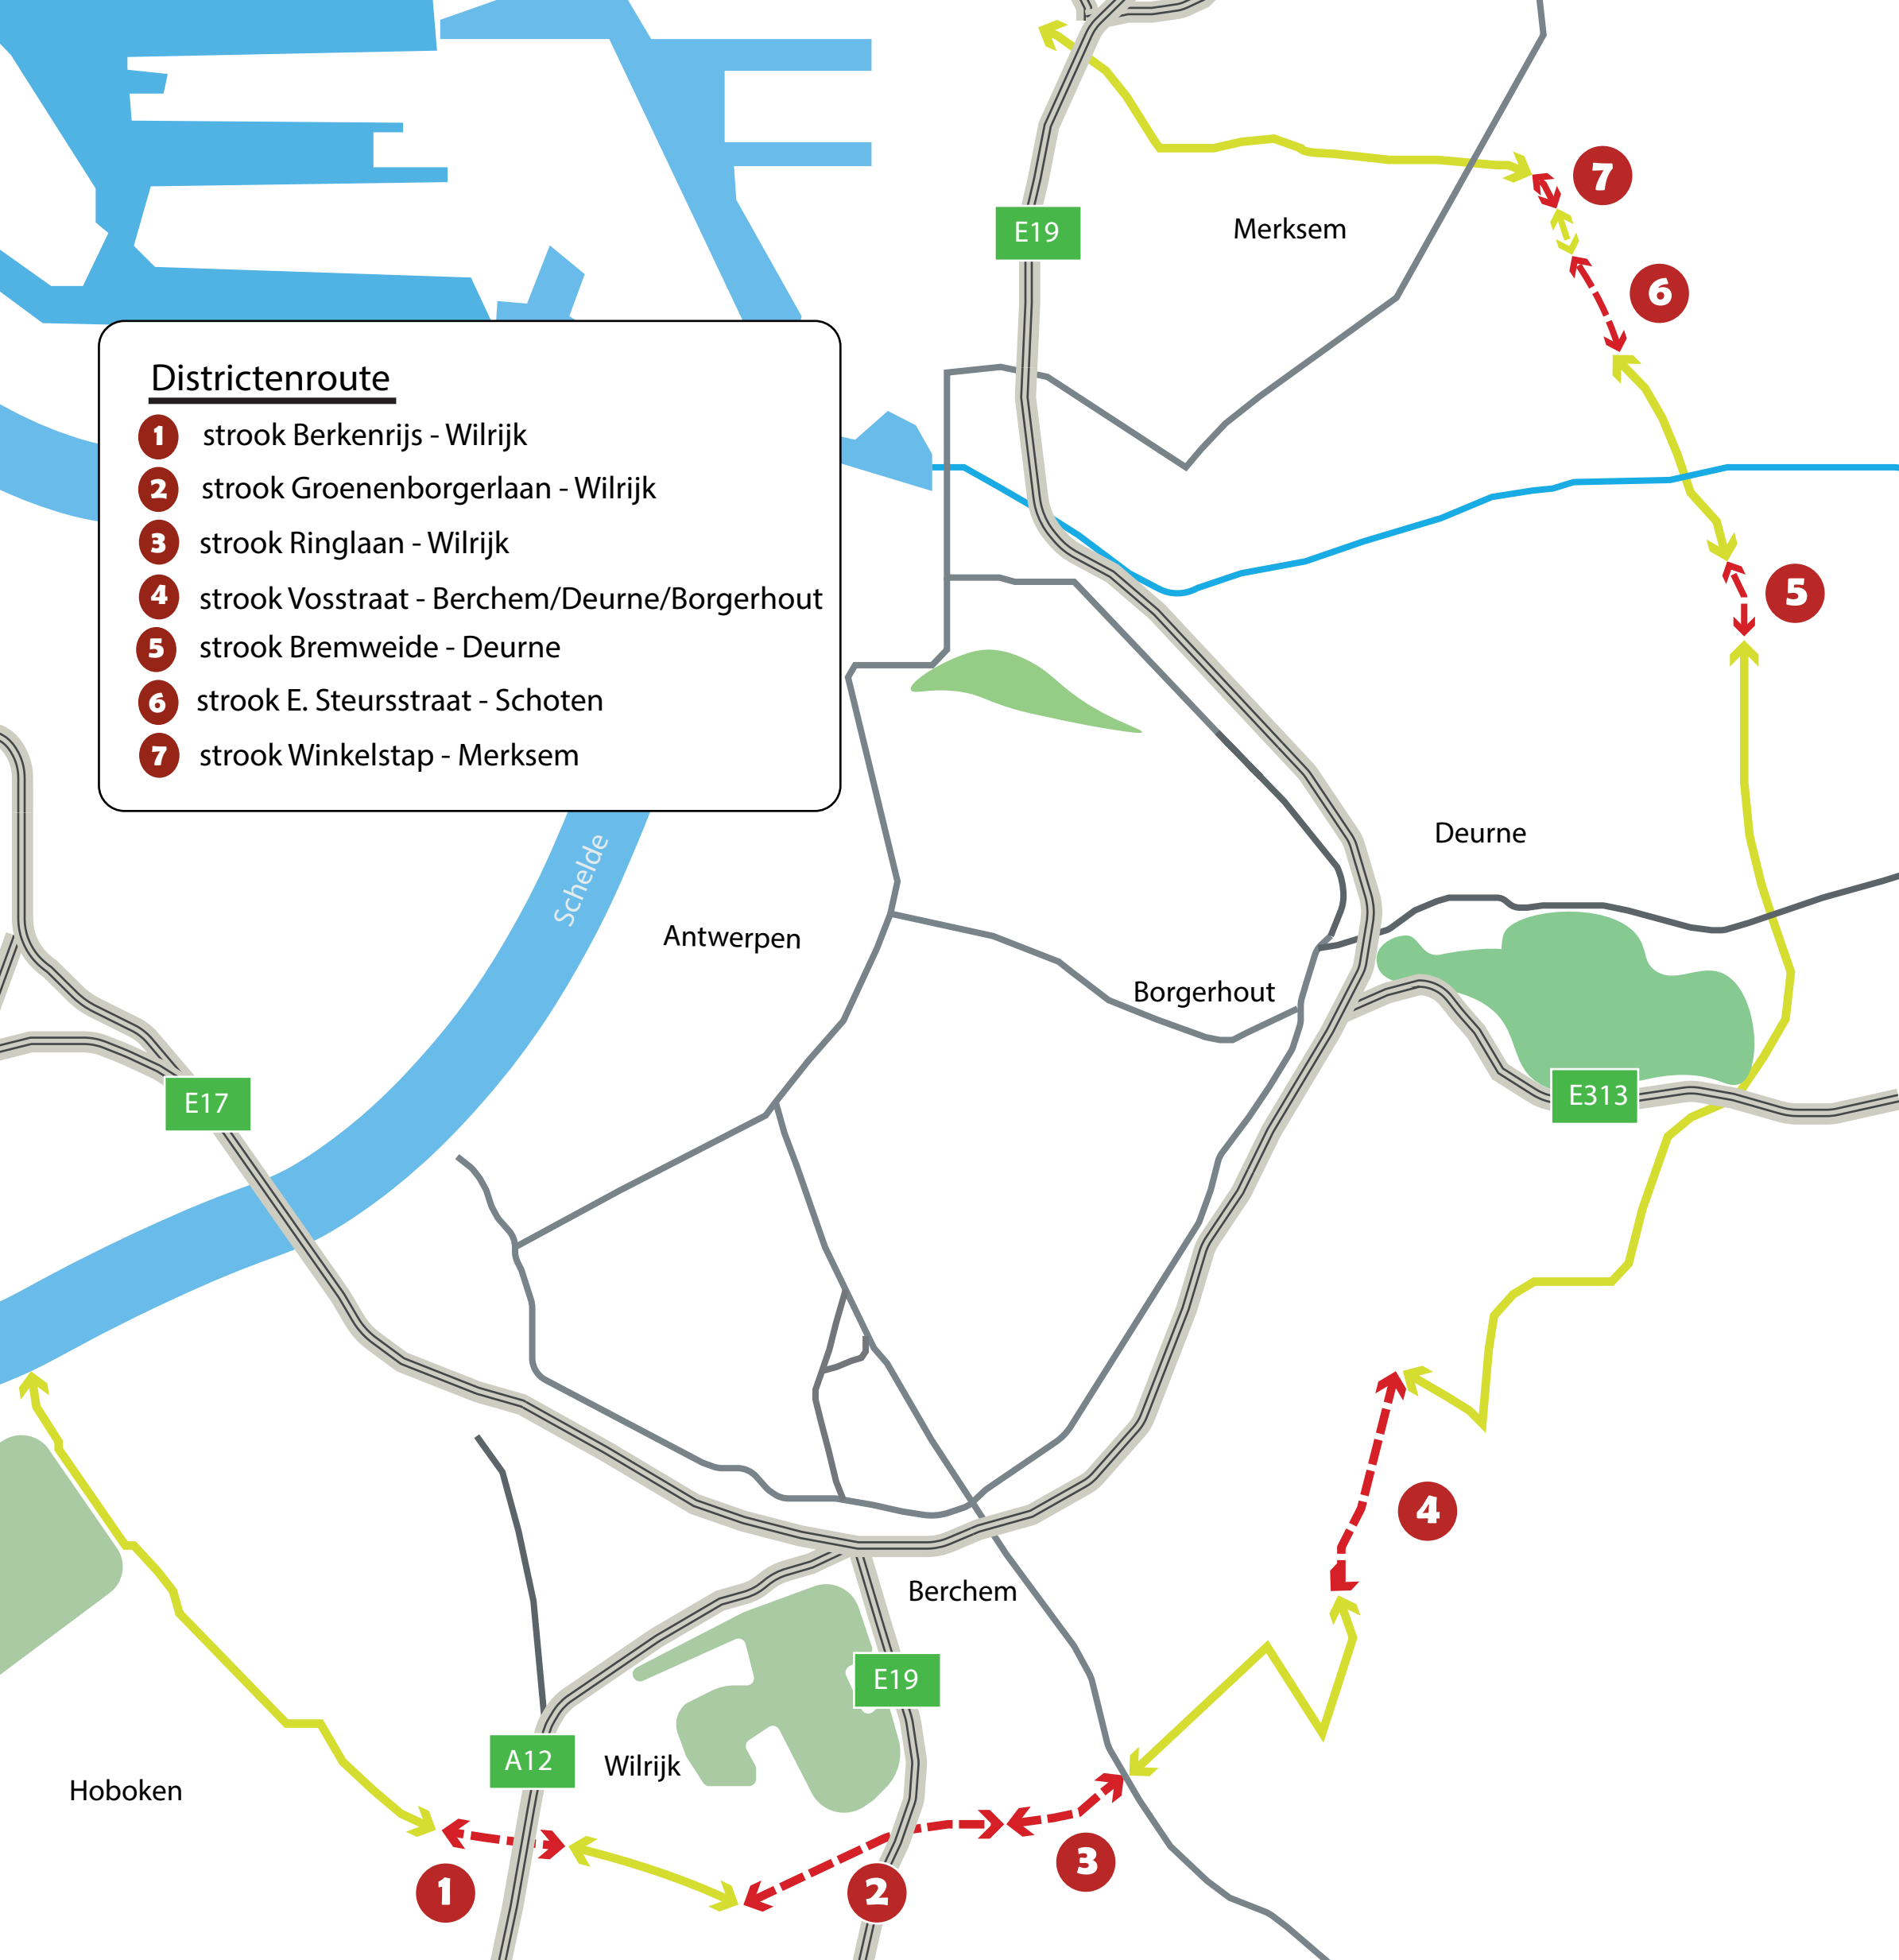 7
E19
Merksem
6
Districtenroute
1 strook Berkenrijs - Wilrijk
2 strook Groenenborgerlaan - Wilrijk
3 strook Ringlaan - Wilrijk
4 strook Vosstraat - Berchem/Deurne/Borgerhout
5 strook Bremweide - Deurne
6 strook E. Steursstraat - Schoten
7 strook Winkelstap - Merksem
5
Deurne
Schelde
Antwerpen
Borgerhout
E313
E17
4
Berchem
E19
A12
Wilrijk
Hoboken
3
1
2